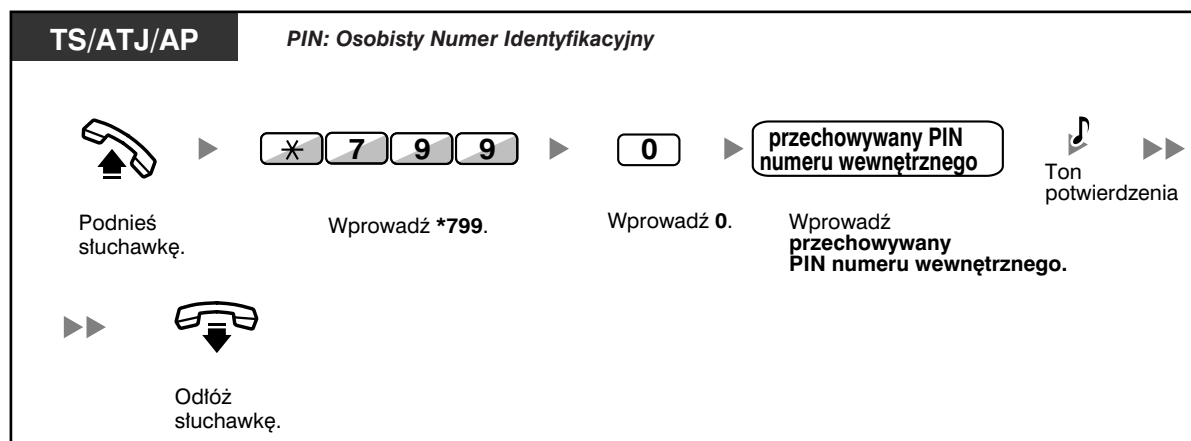 TS/ATJ/AP
PIN: Osobisty Numer Identyfikacyjny
* 7 9 9
0
przechowywany PIN
numeru wewnętrznego
Ton
potwierdzenia
Podnieś
słuchawkę.
Wprowadź *799.
Wprowadź 0.
Wprowadź
przechowywany
PIN numeru wewnętrznego.
Odłóż
słuchawkę.